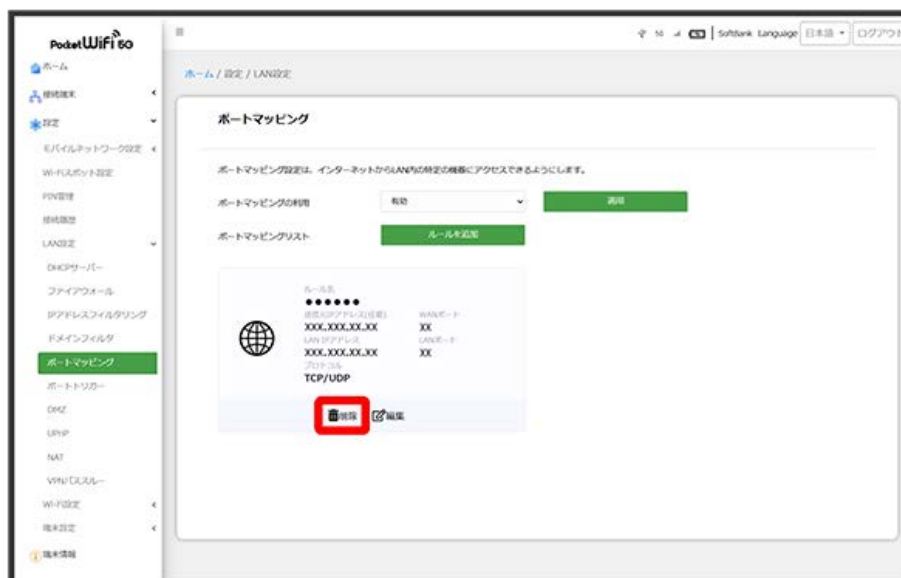 Pocket WiFi 5G
5G
SoftBank Language 日本語 ログアウト
ホーム
接続端末
設定
モバイルネットワーク設定
Wi-Fiスポット設定
PIN管理
接続履歴
LAN設定
DHCPサーバー
ファイアウォール
IPアドレスフィルタリング
ドメインフィルタ
ポートマッピング
ポートトリガー
DMZ
UPnP
NAT
VPNパススルー
Wi-Fi設定
端末設定
端末情報
ホーム / 設定 / LAN設定
ポートマッピング
ポートマッピング設定は、インターネットからLAN内の特定の機器にアクセスできるようにします。
ポートマッピングの利用 有効 適用
ポートマッピングリスト ルールを追加
ルール名
●●●●●●
送信元IPアドレス(任意) WANポート
XXX.XXX.XX.XX XX
LAN IPアドレス LANポート
XXX.XXX.XX.XX XX
プロトコル
TCP/UDP
削除 編集